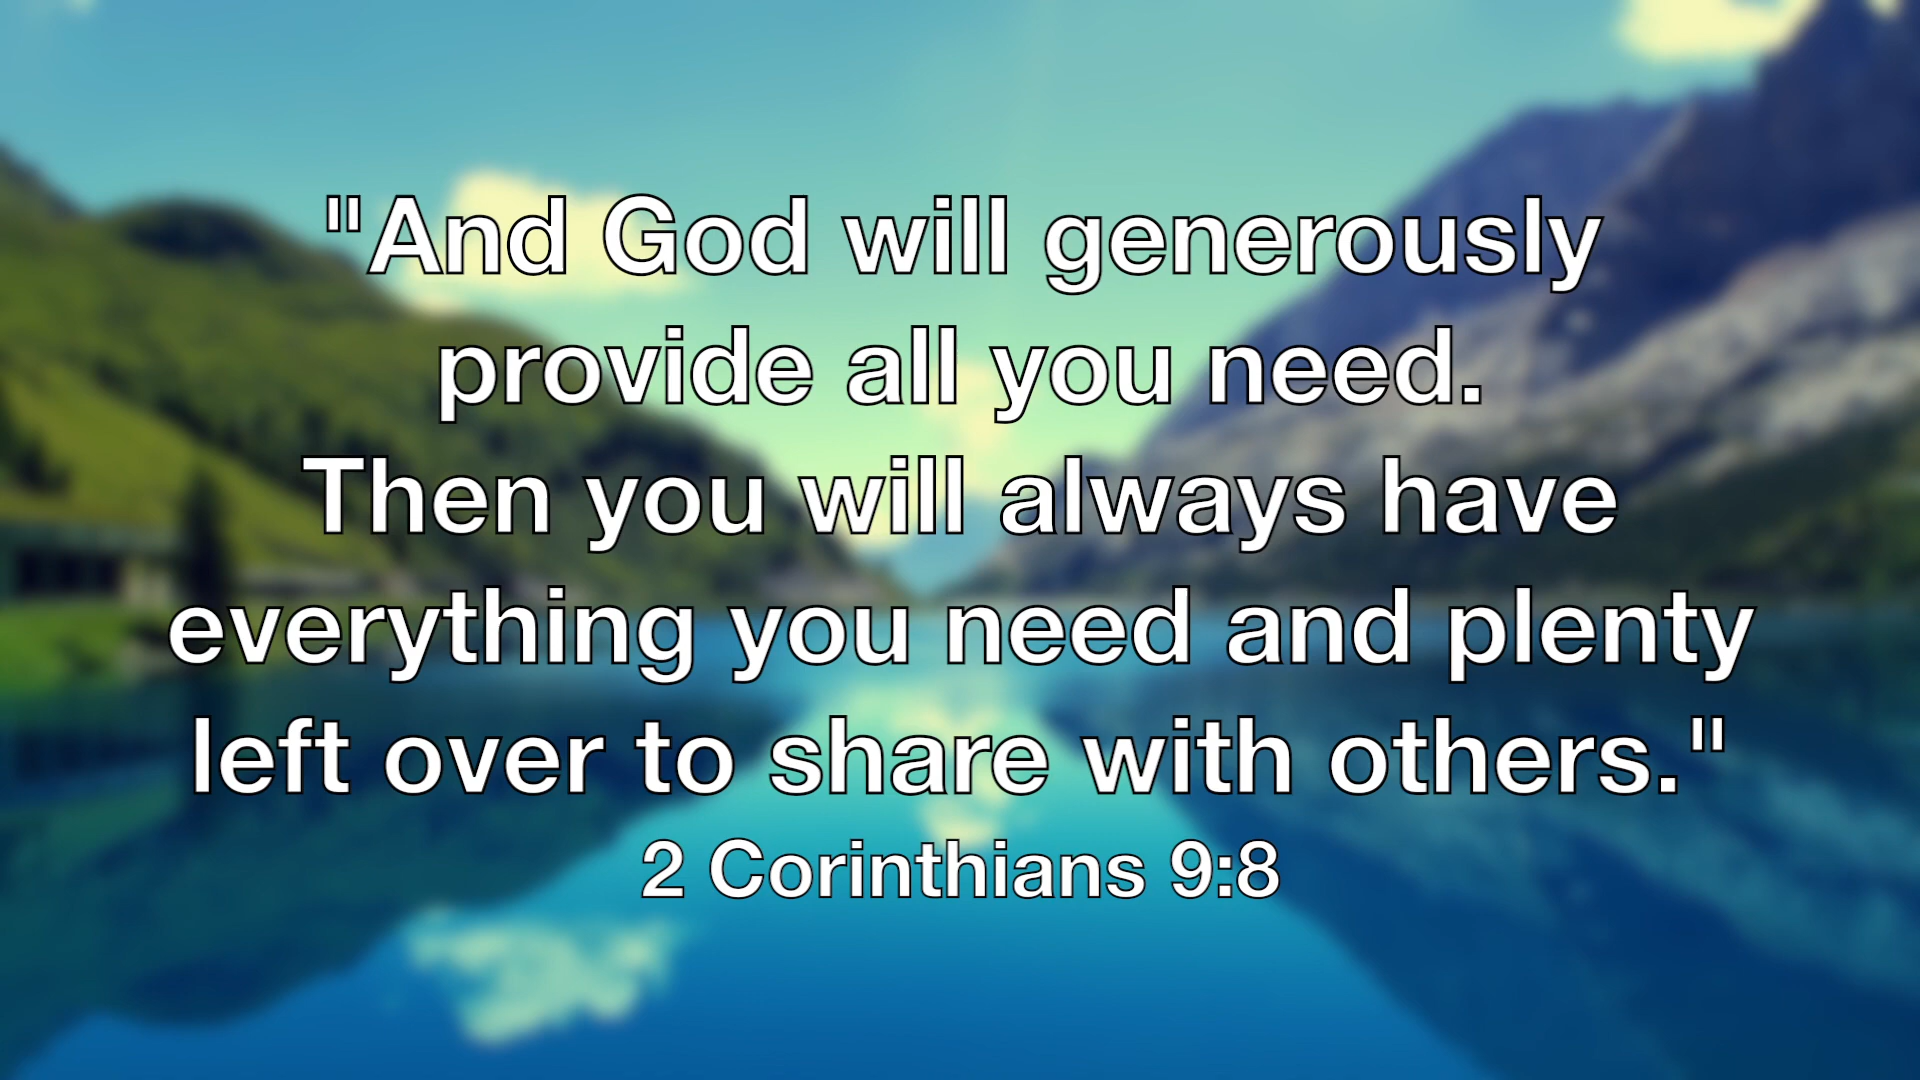 "And God will generously
provide all you need.
Then you will always have
everything you need and plenty
left over to share with others."
2 Corinthians 9:8